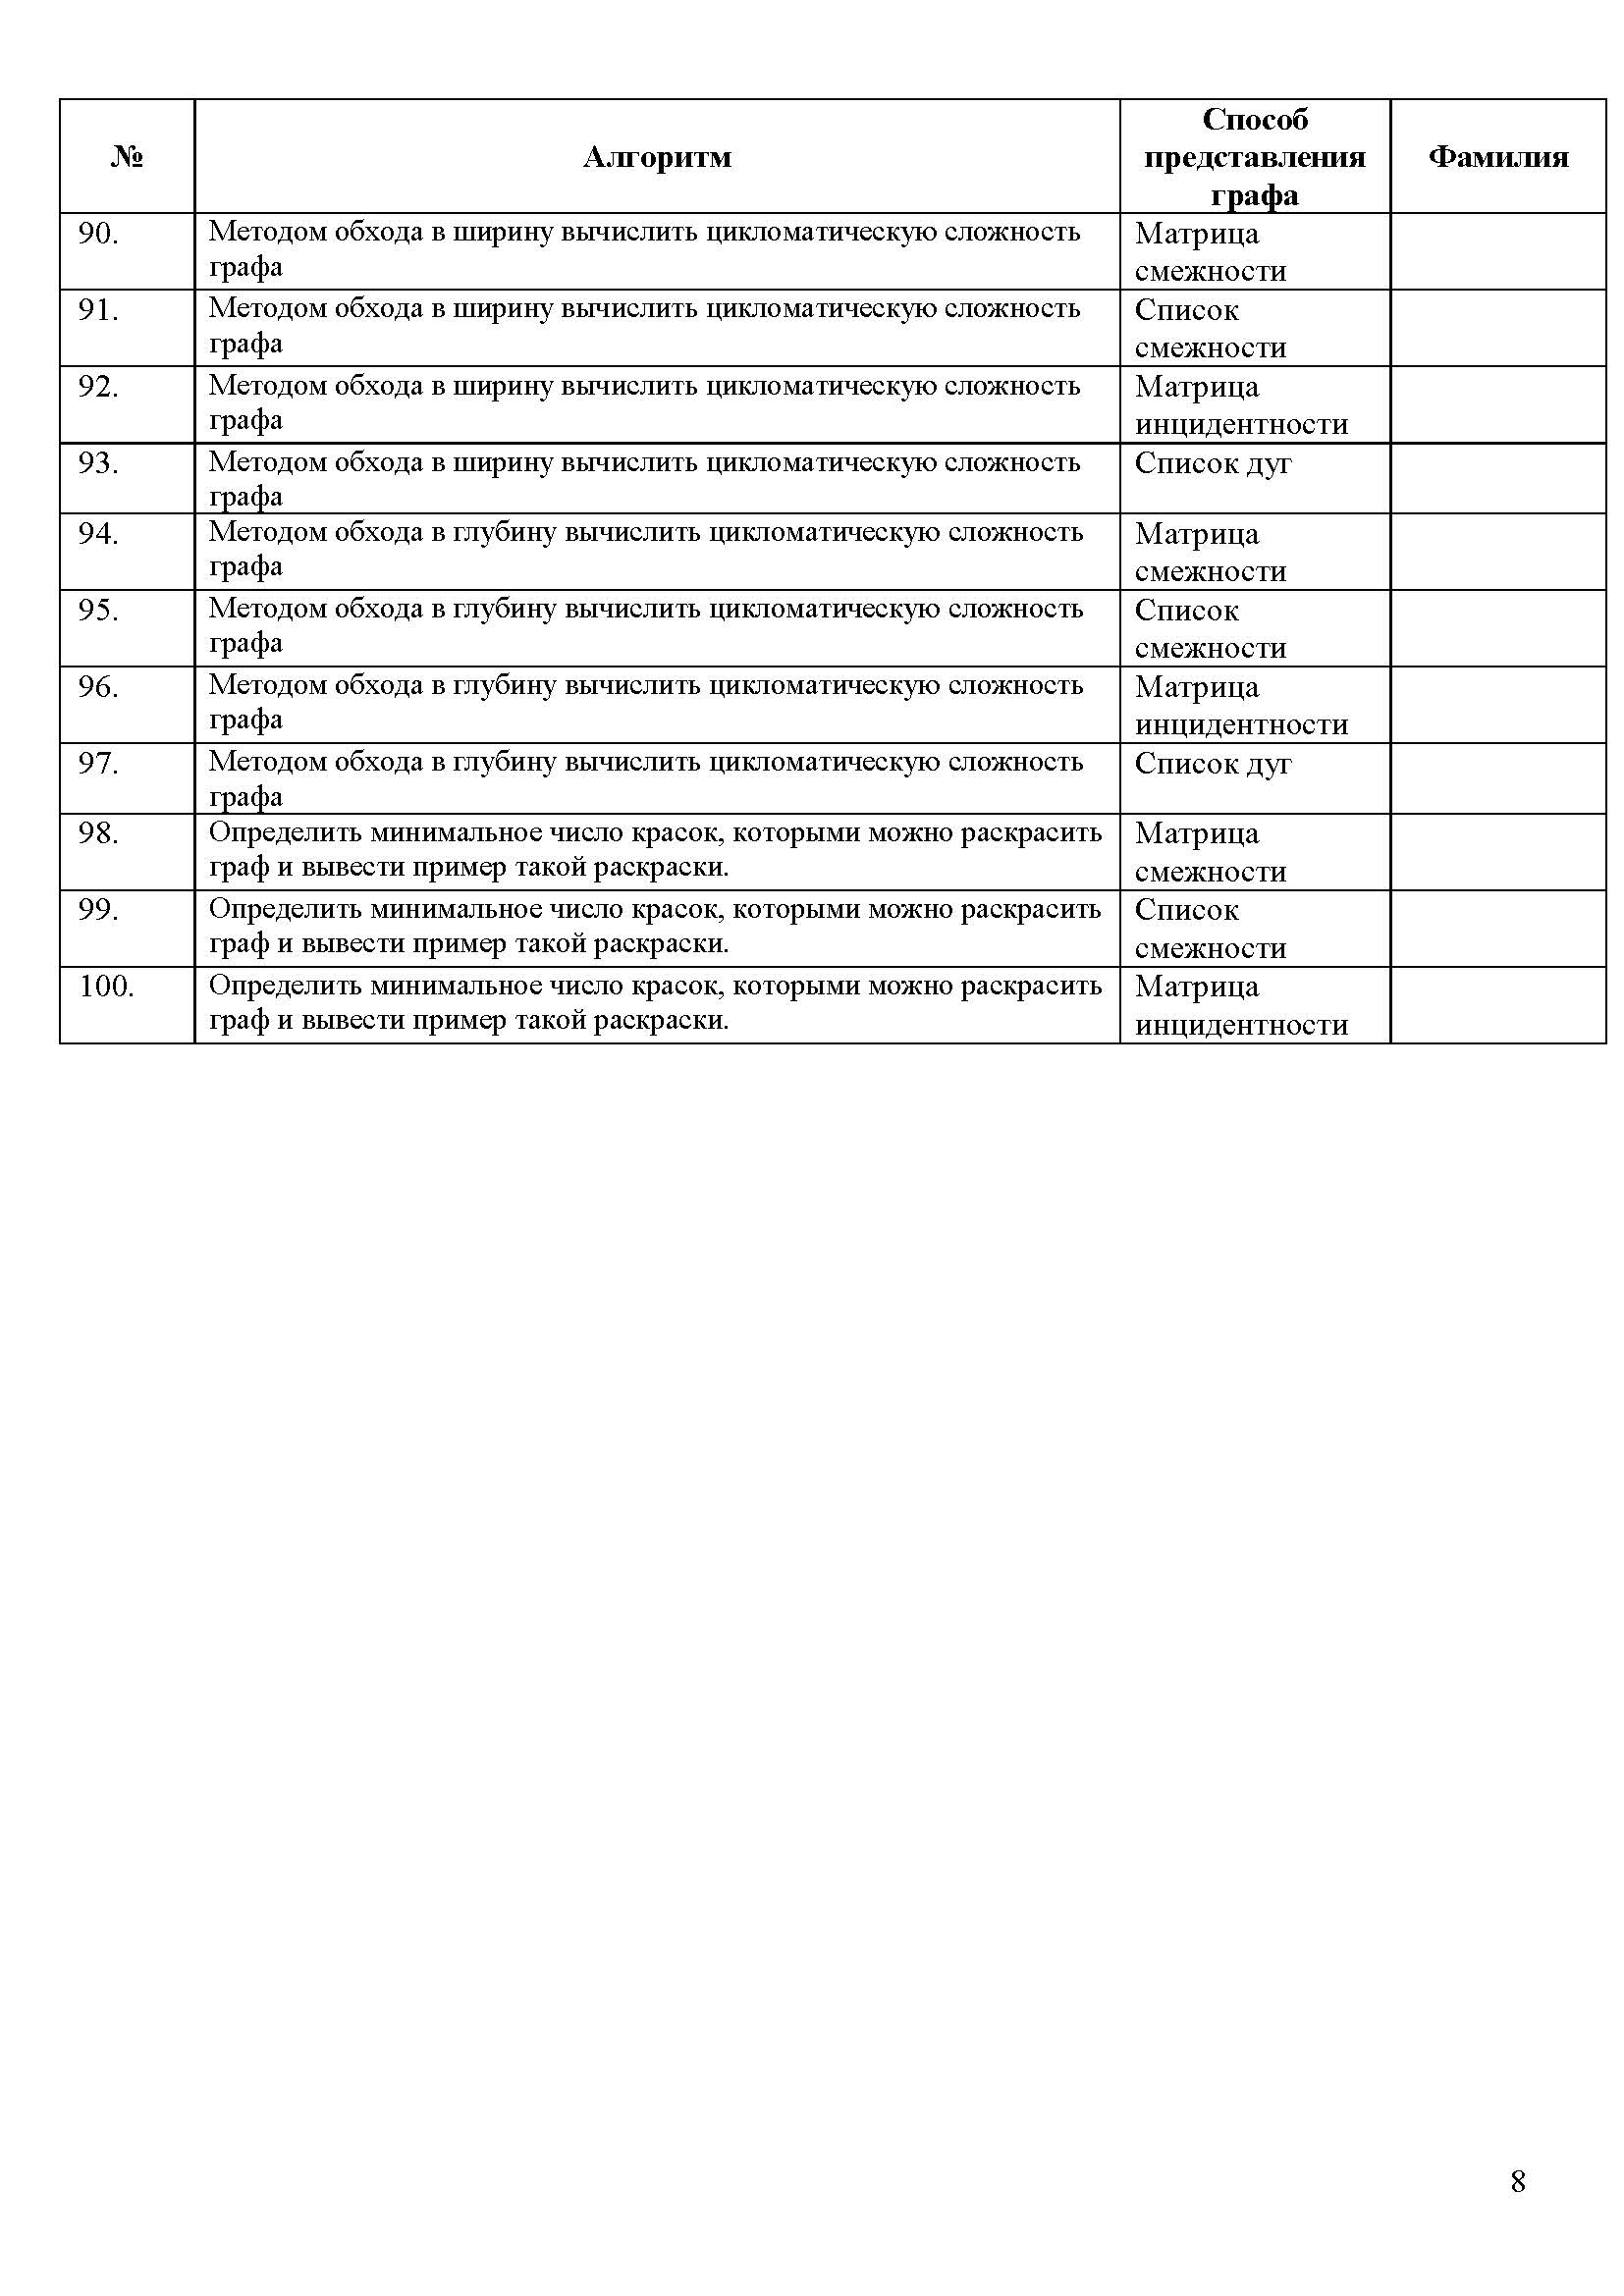 №
Алгоритм
Способ
представления
графа
Фамилия
90.
Методом обхода в ширину вычислить цикломатическую сложность
графа
Матрица
смежности
91.
Методом обхода в ширину вычислить цикломатическую сложность
графа
Список
смежности
92.
Методом обхода в ширину вычислить цикломатическую сложность
графа
Матрица
инцидентности
93.
Методом обхода в ширину вычислить цикломатическую сложность
графа
Список дуг
94.
Методом обхода в глубину вычислить цикломатическую сложность
графа
Матрица
смежности
95.
Методом обхода в глубину вычислить цикломатическую сложность
графа
Список
смежности
96.
Методом обхода в глубину вычислить цикломатическую сложность
графа
Матрица
инцидентности
97.
Методом обхода в глубину вычислить цикломатическую сложность
графа
Список дуг
98.
Определить минимальное число красок, которыми можно раскрасить
граф и вывести пример такой раскраски.
Матрица
смежности
99.
Определить минимальное число красок, которыми можно раскрасить
граф и вывести пример такой раскраски.
Список
смежности
100.
Определить минимальное число красок, которыми можно раскрасить
граф и вывести пример такой раскраски.
Матрица
инцидентности
8